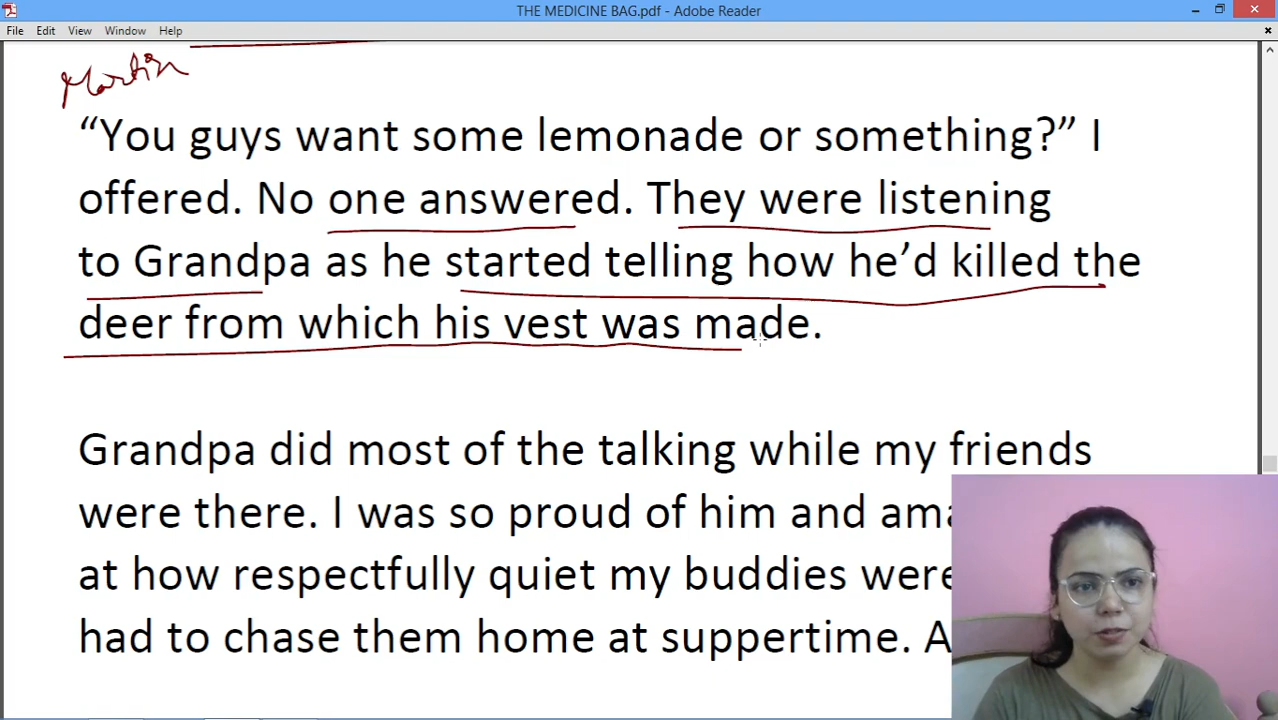 THE MEDICINE BAG.pdf - Adobe Reader
File Edit View Window Help
Martin
“You guys want some lemonade or something?” I
offered. No one answered. They were listening
to Grandpa as he started telling how he’d killed the
deer from which his vest was made.
Grandpa did most of the talking while my friends
were there. I was so proud of him and
at how respectfully quiet my buddies were
had to chase them home at suppertime.